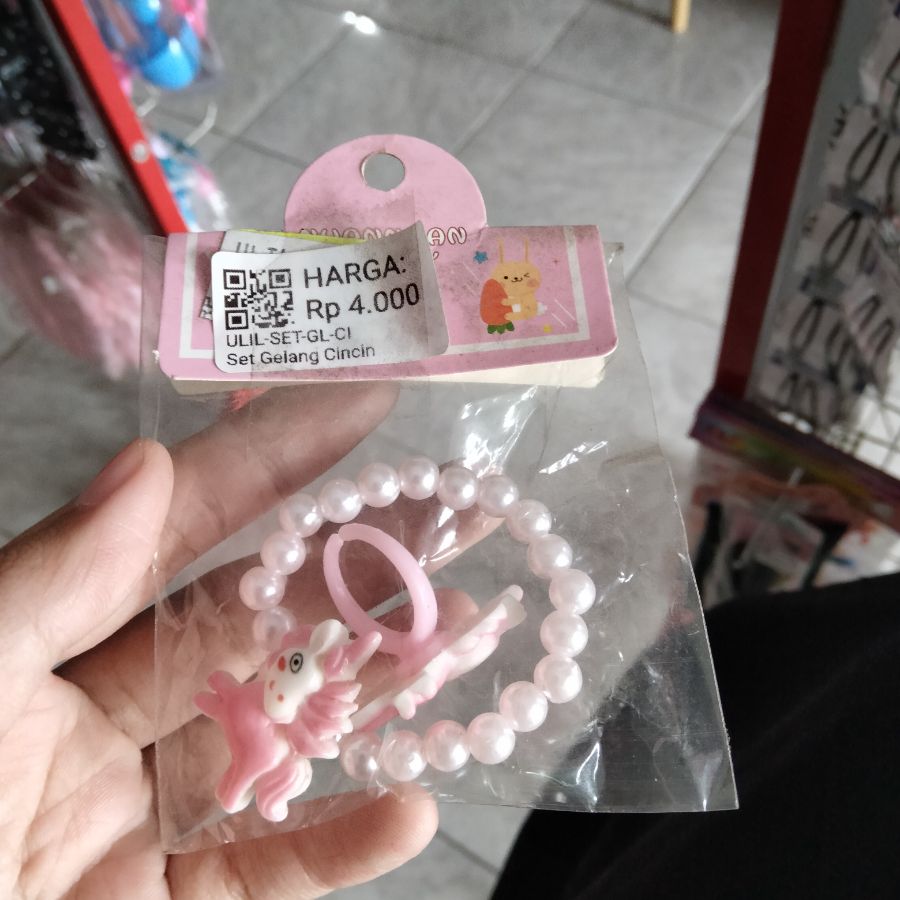 HARGA:
Rp 4.000
ULIL-SET-GL-CI
Set Gelang Cincin